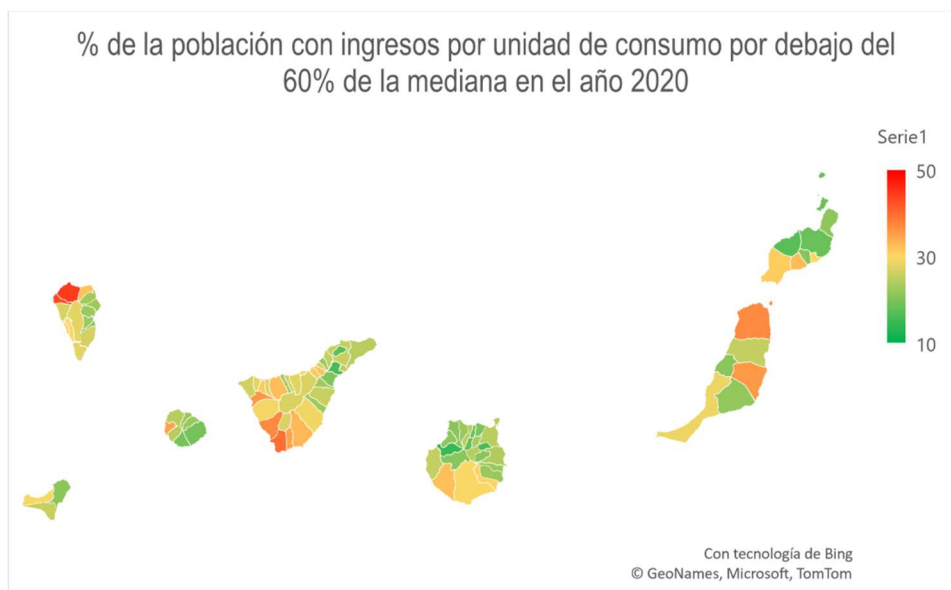 % de la población con ingresos por unidad de consumo por debajo del
60% de la mediana en el año 2020
Serie1
50
30
10
Con tecnología de Bing
© GeoNames, Microsoft, TomTom